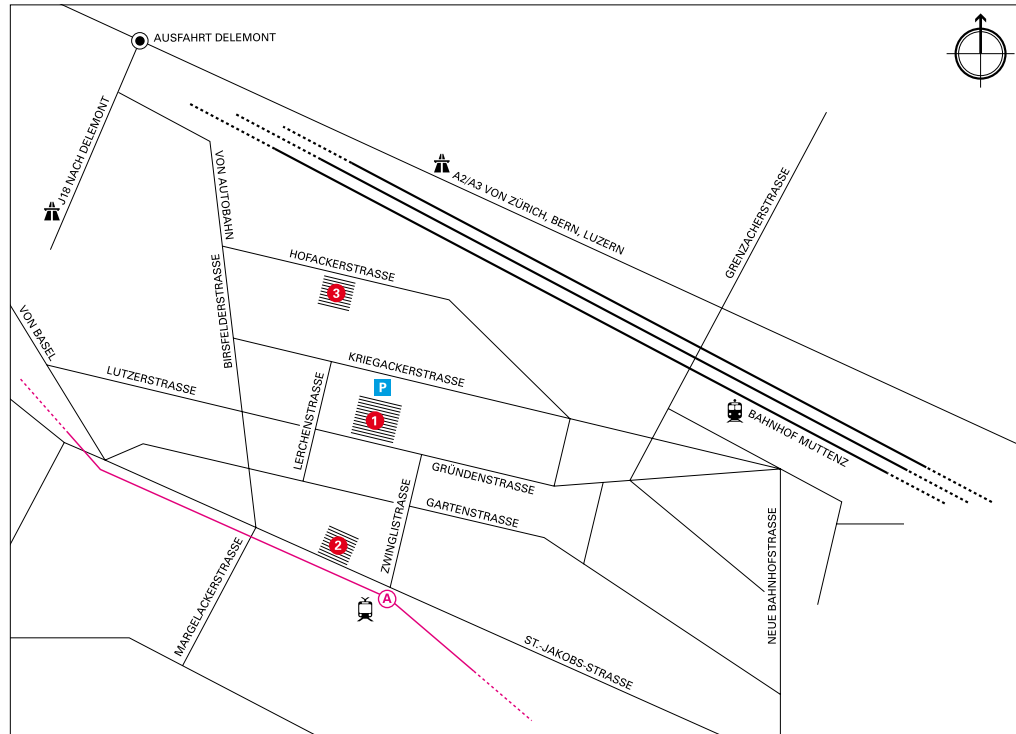 AUSFAHRT DELEMONT
J18 NACH DELEMONT
VON AUTOBAHN
A2/A3 VON ZÜRICH, BERN, LUZERN
GRENZACHERSTRASSE
HOFACKERSTRASSE
3
BIRSFELDERSTRASSE
VON BASEL
LUTZERSTRASSE
KRIEGACKERSTRASSE
P
1
LERCHENSTRASSE
BAHNHOF MUTTENZ
GRÜNDENSTRASSE
GARTENSTRASSE
ZWINGLISTRASSE
2
NEUE BAHNHOFSTRASSE
MARGELACKERSTRASSE
A
ST.-JAKOBS-STRASSE